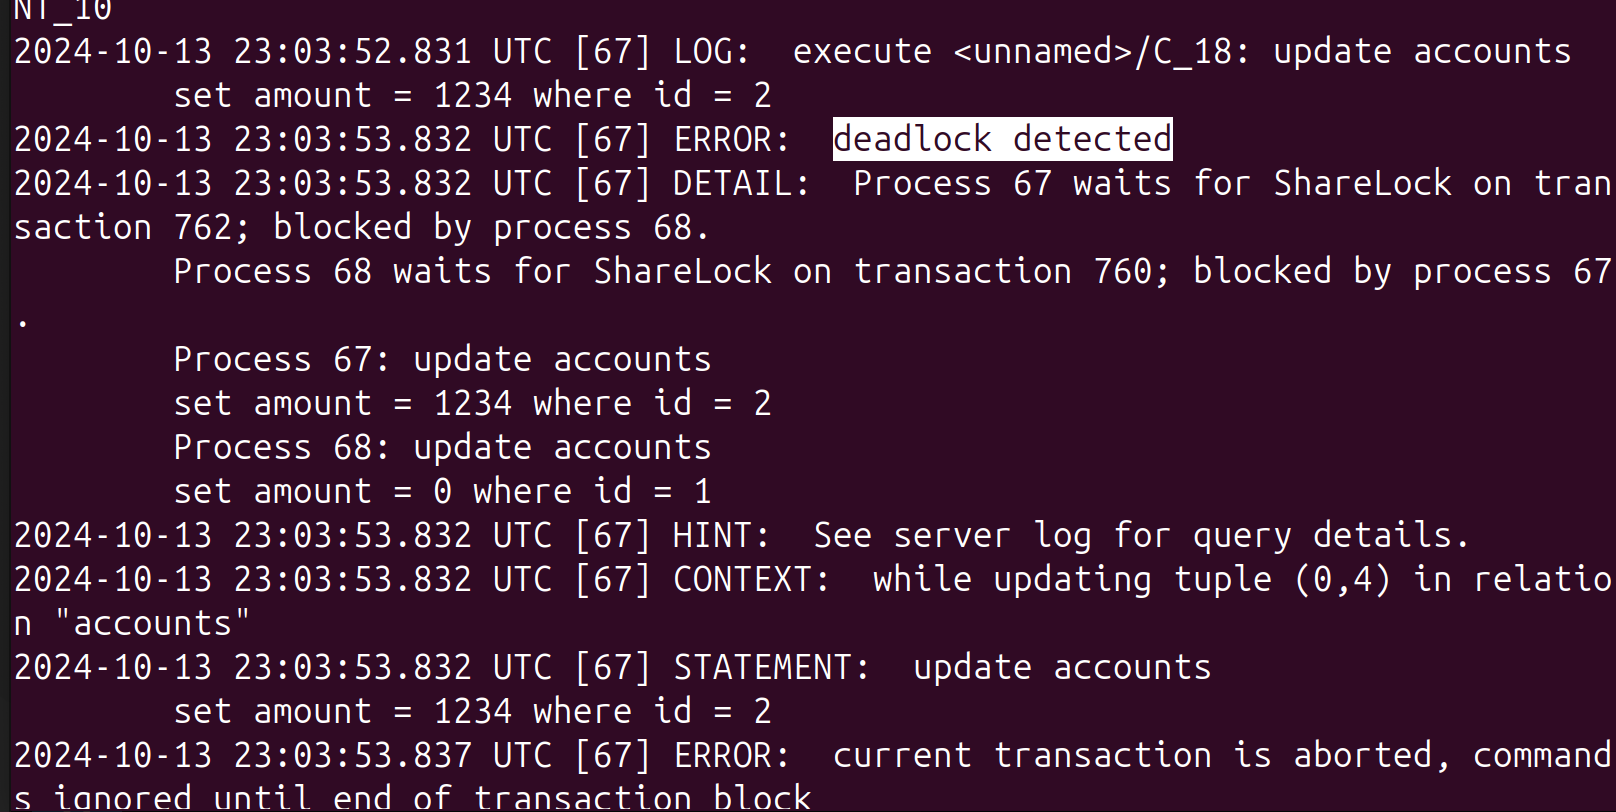 NT_10
2024-10-13 23:03:52.831 UTC [67] LOG:  execute <unnamed>/C_18: update accounts
        set amount = 1234 where id = 2
2024-10-13 23:03:53.832 UTC [67] ERROR:  deadlock detected
2024-10-13 23:03:53.832 UTC [67] DETAIL:  Process 67 waits for ShareLock on tran
saction 762; blocked by process 68.
        Process 68 waits for ShareLock on transaction 760; blocked by process 67
.
        Process 67: update accounts
        set amount = 1234 where id = 2
        Process 68: update accounts
        set amount = 0 where id = 1
2024-10-13 23:03:53.832 UTC [67] HINT:  See server log for query details.
2024-10-13 23:03:53.832 UTC [67] CONTEXT:  while updating tuple (0,4) in relatio
n "accounts"
2024-10-13 23:03:53.832 UTC [67] STATEMENT:  update accounts
        set amount = 1234 where id = 2
2024-10-13 23:03:53.837 UTC [67] ERROR:  current transaction is aborted, command
s ignored until end of transaction block